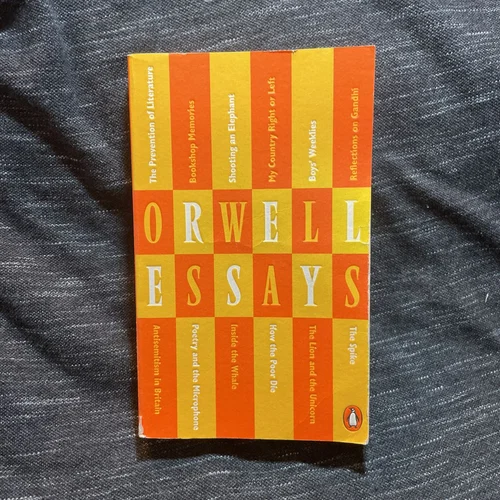 The Prevention of Literature
Bookshop Memories
Shooting an Elephant
My Country Right or Left
Boys' Weeklies
Reflections on Gandhi
ORWELL
ESSAYS
Antisemitism in Britain
Poetry and the Microphone
Inside the Whale
How the Poor Die
The Lion and the Unicorn
The Spike